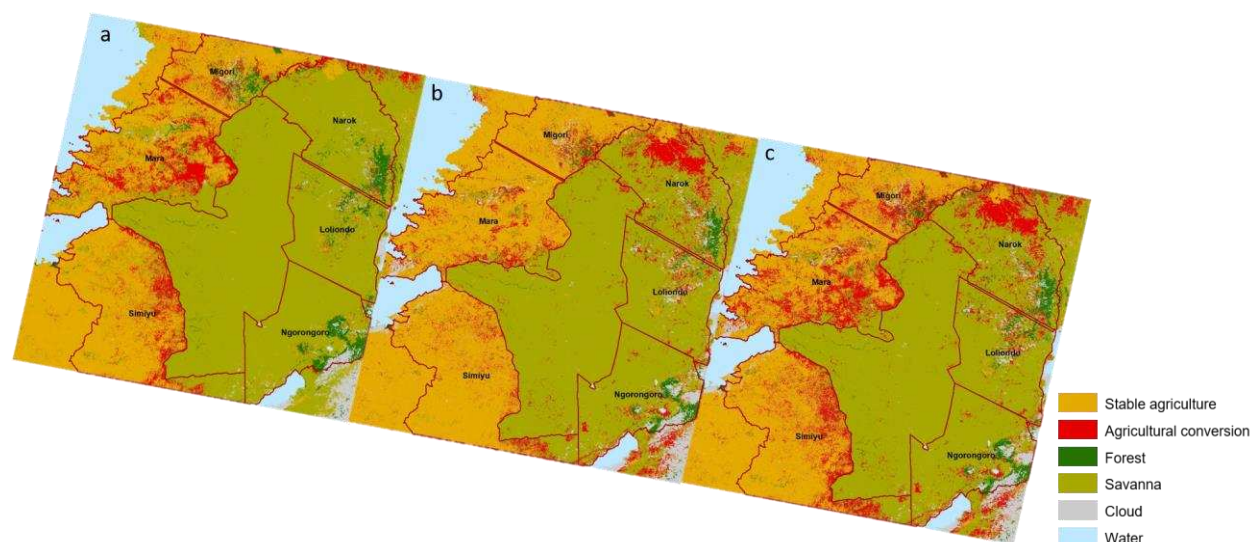 a
Migori
Narok
Mara
Loliondo
Simiyu
Ngorongoro
b
Migori
Narok
Mara
Loliondo
Simiyu
Ngorongoro
c
Migori
Narok
Mara
Loliondo
Simiyu
Ngorongoro
Stable agriculture
Agricultural conversion
Forest
Savanna
Cloud
Water